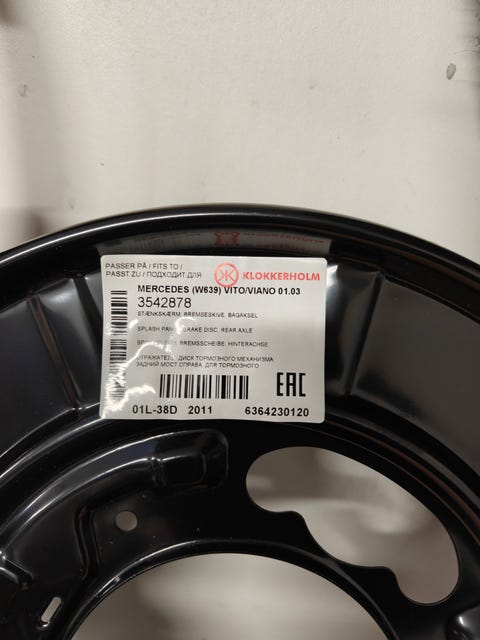 PASSER PÅ / FITS TO /
PASST ZU / ПОДХОДИТ ДЛЯ
KLOKKERHOLM
MERCEDES (W639) VITO/VIANO 01.03
3542878
STÆNKSKÆRM, BREMSESKIVE, BAGAKSEL
SPLASH BRAKE DISC, REAR AXLE
BREMSSCHEIBE, HINTERACHSE
ОТРАЖАТЕЛЬ, ДИСК ТОРМОЗНОГО МЕХАНИЗМА
ЗАДНИЙ МОСТ СПРАВА, ДЛЯ ТОРМОЗНОГО
EAC
01L-38D 2011 6364230120